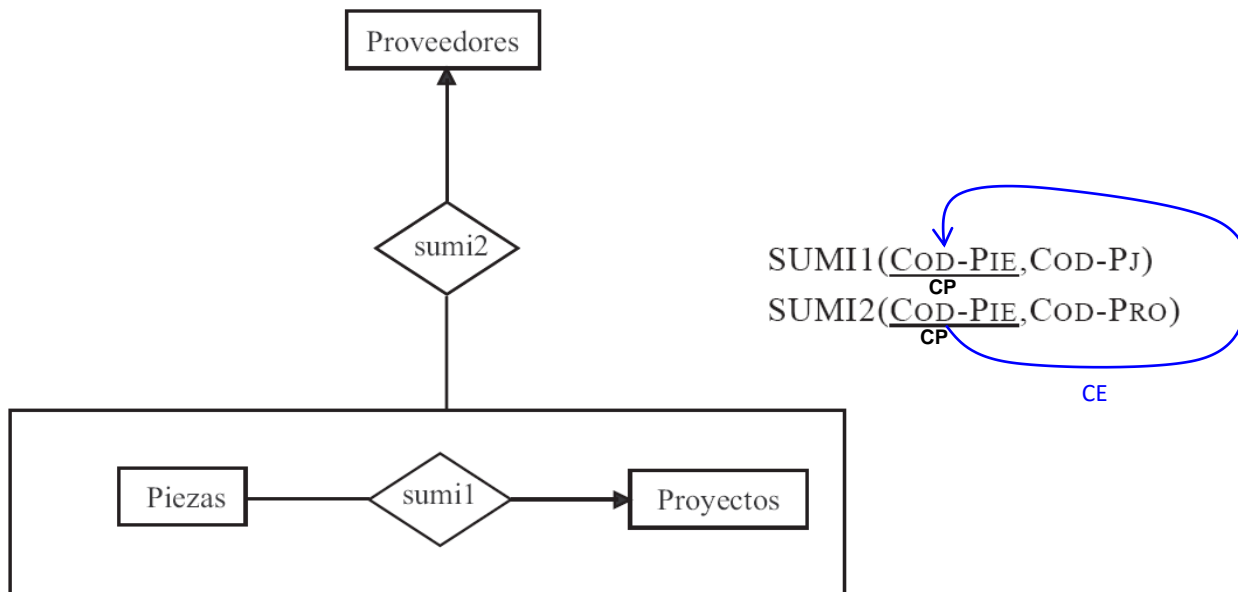 Proveedores
sumi2
SUMI1(COD-PIE,COD-PJ)
CP
SUMI2(COD-PIE,COD-PRO)
CP
CE
Piezas
sumi1
Proyectos